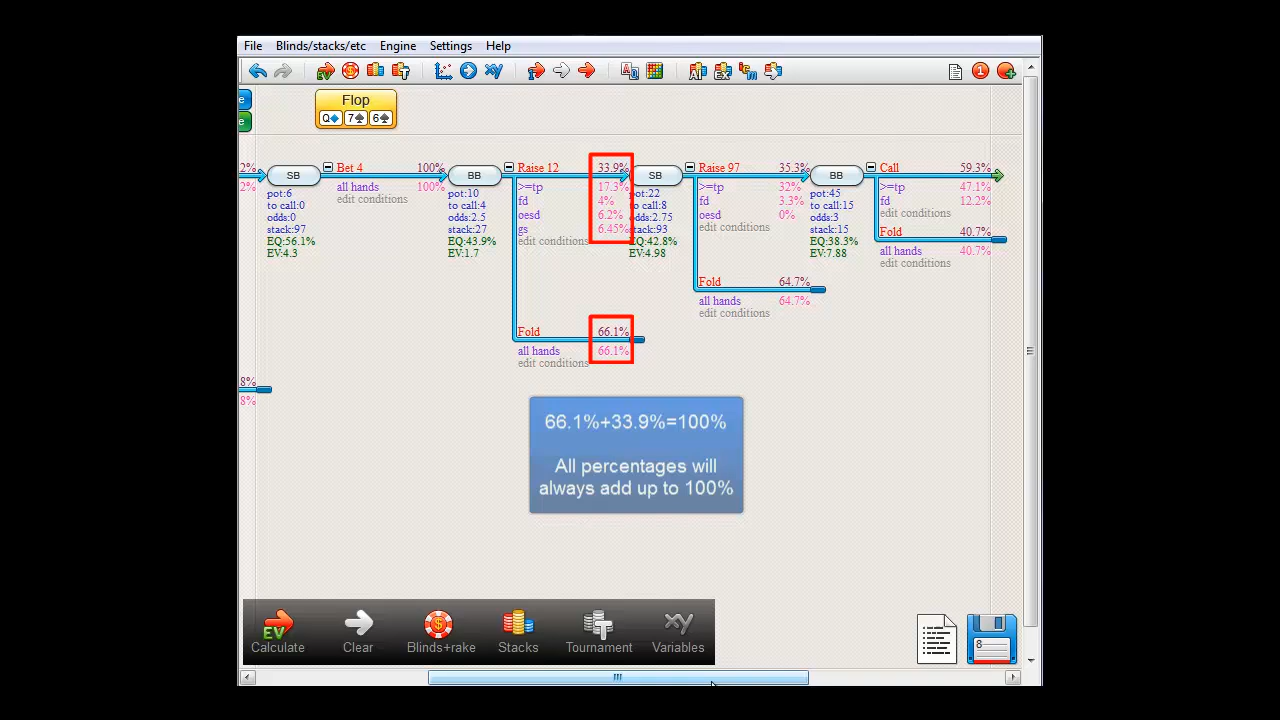 File Blinds/stacks/etc Engine Settings Help
Flop
Q♦ 7♠ 6♠
2% SB Bet 4 100% BB Raise 12 33.9% SB Raise 97 35.3% BB Call 59.3%
2% all hands 100% >=tp 17.3% >=tp 32% >=tp 47.1%
pot:6 edit conditions pot:10 fd 4% pot:22 fd 3.3% pot:45 fd 12.2%
to call:0 to call:4 oesd 6.2% to call:8 oesd 0% to call:15 edit conditions
odds:0 odds:2.5 gs 6.45% odds:2.75 edit conditions odds:3 Fold 40.7%
stack:97 stack:27 edit conditions stack:93 stack:15
EQ:56.1% EQ:43.9% EQ:42.8% EQ:38.3% all hands 40.7%
EV:4.3 EV:1.7 EV:4.98 EV:7.88 edit conditions
Fold 64.7%
all hands 64.7%
edit conditions
Fold 66.1%
all hands 66.1%
edit conditions
8%
8%
66.1%+33.9%=100%
All percentages will
always add up to 100%
EV
Calculate Clear Blinds+rake Stacks Tournament Variables